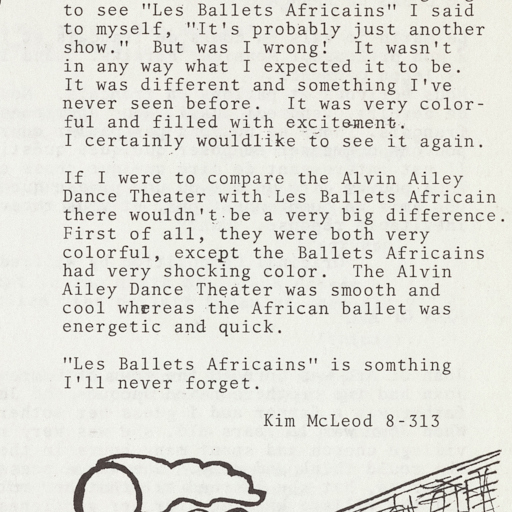 to see "Les Ballets Africains" I said
to myself, "It's probably just another
show."  But was I wrong!  It wasn't
in any way what I expected it to be.
It was different and something I've
never seen before.  It was very color-
ful and filled with excitement.
I certainly wouldlike to see it again.

If I were to compare the Alvin Ailey
Dance Theater with Les Ballets Africain
there wouldn't be a very big difference.
First of all, they were both very
colorful, except the Ballets Africains
had very shocking color.  The Alvin
Ailey Dance Theater was smooth and
cool whereas the African ballet was
energetic and quick.

"Les Ballets Africains" is somthing
I'll never forget.

Kim McLeod 8-313